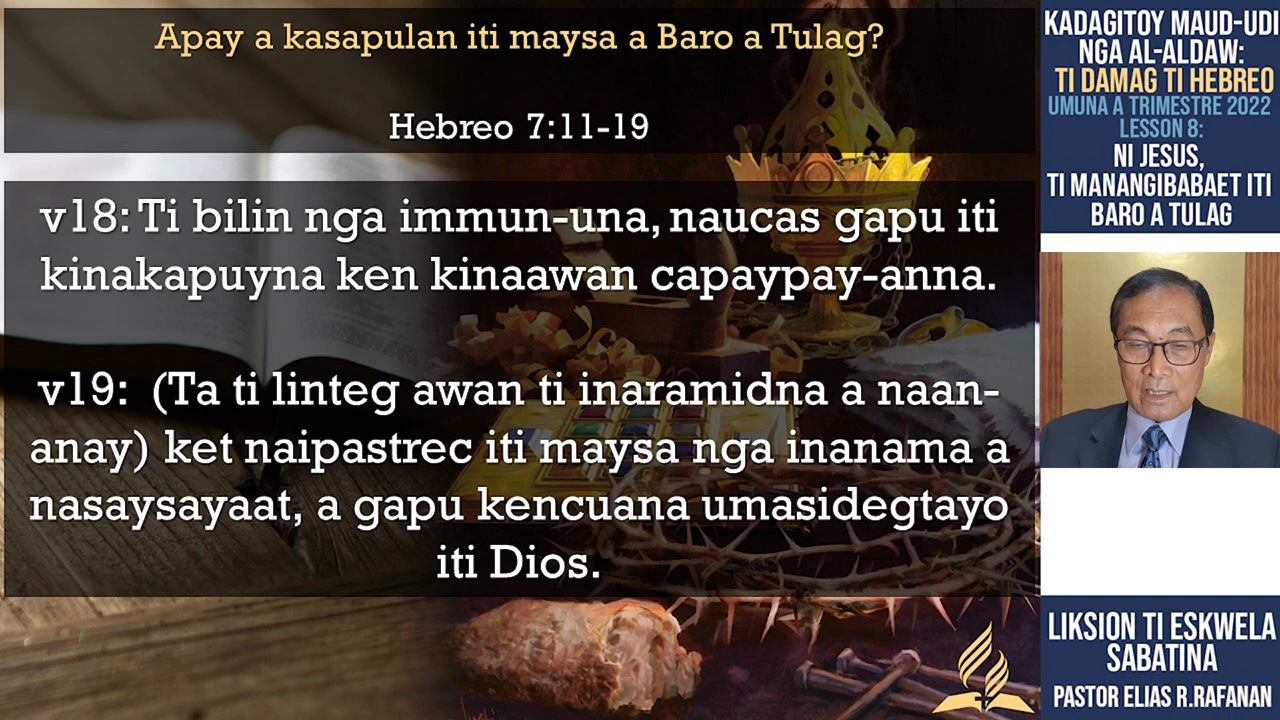 Apay a kasapulan iti maysa a Baro a Tulag?
Hebreo 7:11-19
v18: Ti bilin nga immun-una, naucas gapu iti
kinakapuyna ken kinaawan capaypay-anna.
v19: (Ta ti linteg awan ti inaramidna a naan-
anay) ket naipastrec iti maysa nga inanama a
nasaysayaat, a gapu kencuana umasidegtayo
iti Dios.
KADAGITOY MAUD-UDI
NGA AL-ALDAW:
TI DAMAG TI HEBREO
UMUNA A TRIMESTRE 2022
LESSON 8:
NI JESUS,
TI MANANGIBABAET ITI
BARO A TULAG
LIKSION TI ESKWELA
SABATINA
PASTOR ELIAS R.RAFANAN